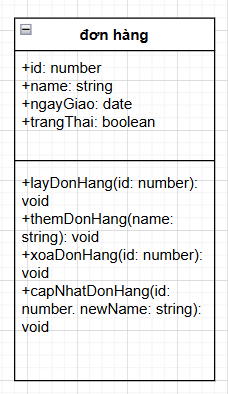 đơn hàng
+id: number
+name: string
+ngayGiao: date
+trangThai: boolean
+layDonHang(id: number):
void
+themDonHang(name:
string): void
+xoaDonHang(id: number):
void
+capNhatDonHang(id:
number. newName: string):
void